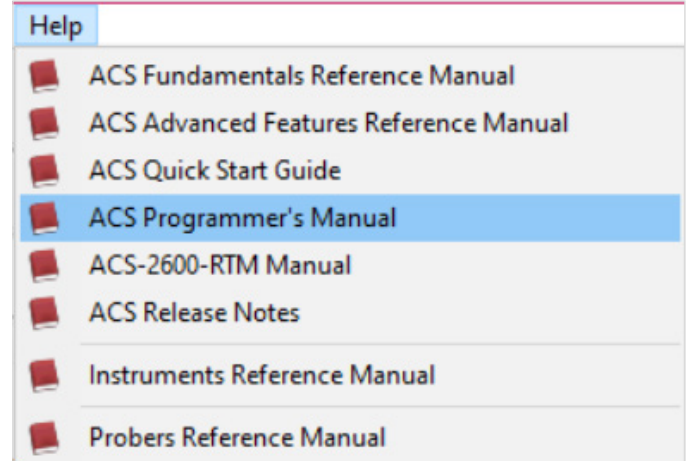 Help
ACS Fundamentals Reference Manual
ACS Advanced Features Reference Manual
ACS Quick Start Guide
ACS Programmer's Manual
ACS-2600-RTM Manual
ACS Release Notes
Instruments Reference Manual
Probers Reference Manual